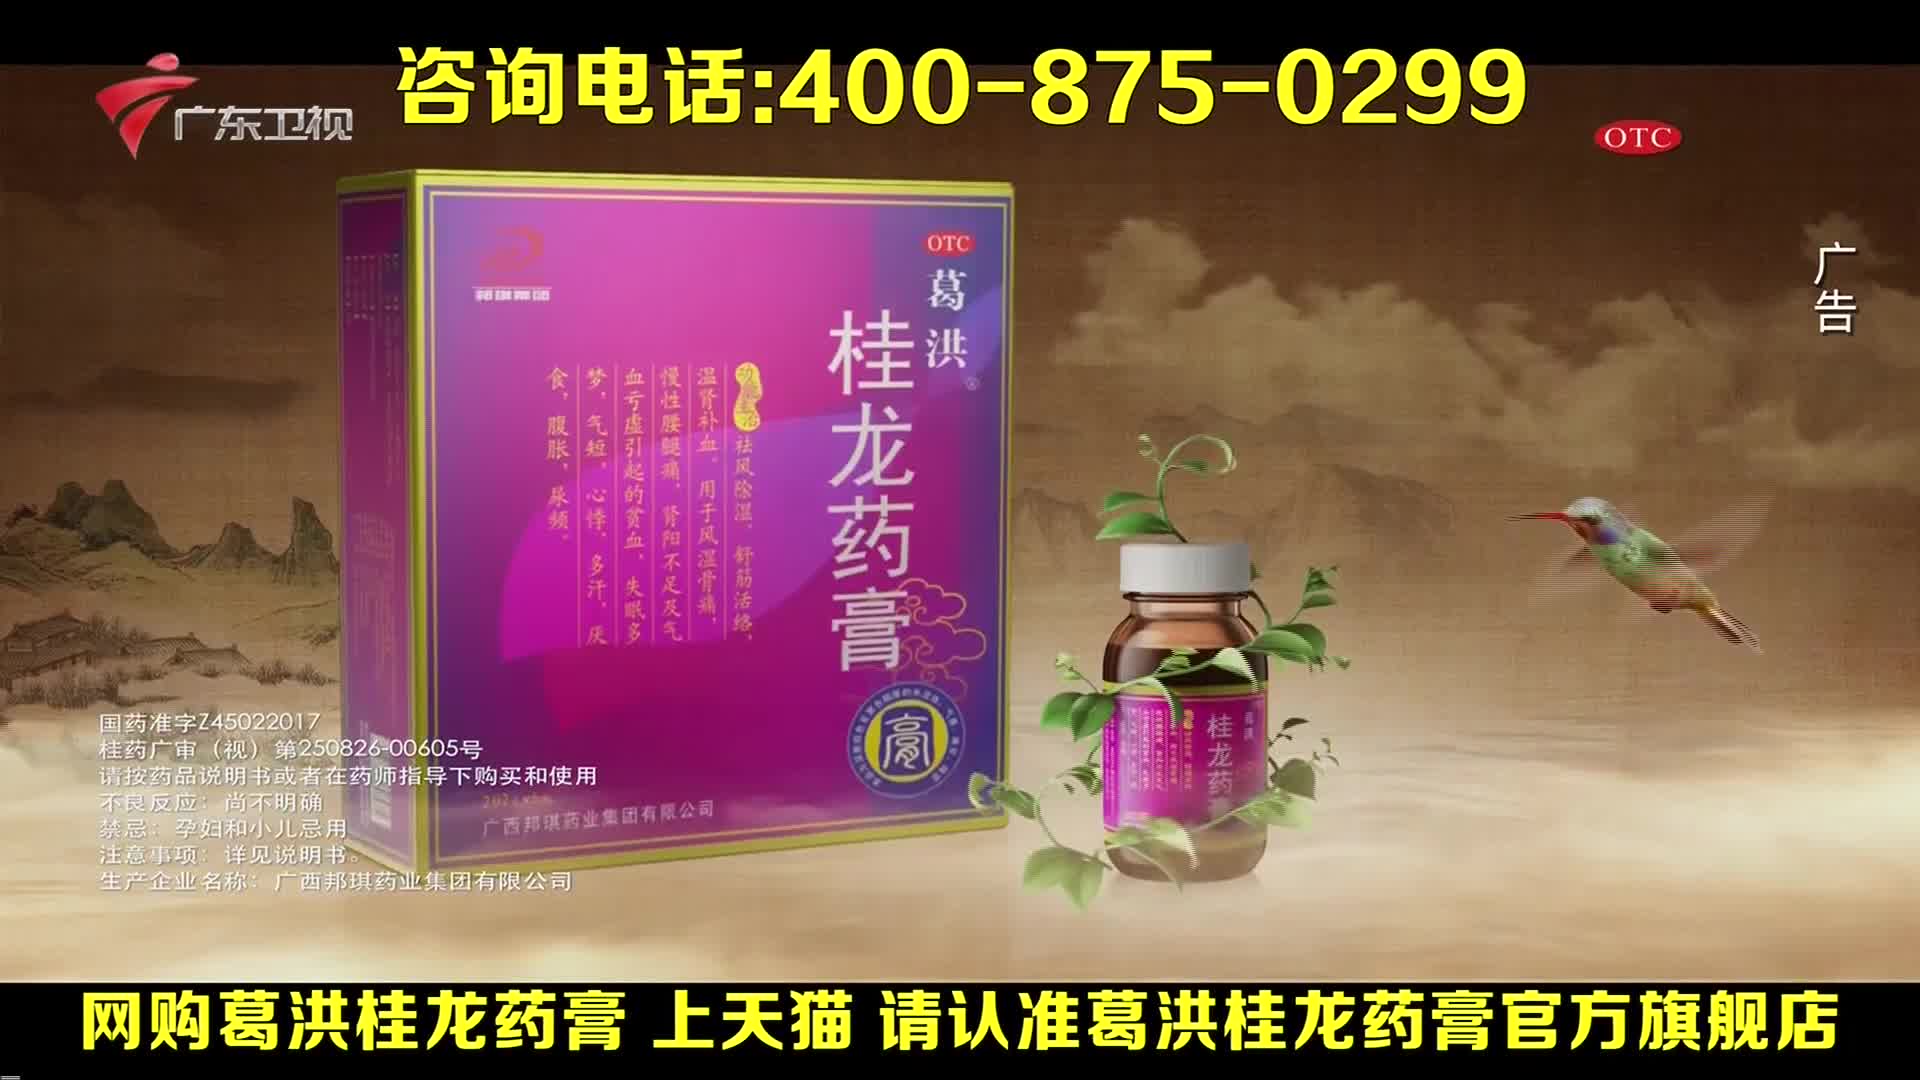 咨询电话:400-875-0299
广东卫视
OTC
广告
邦琪集团
OTC
葛洪
桂龙药膏
功能主治 祛风除湿，舒筋活络，
温肾补血。用于风湿骨痛，
慢性腰腿痛，肾阳不足及气
血亏虚引起的贫血，失眠多
梦，气短，心悸，多汗，厌
食，腹胀，尿频。
膏
广西邦琪药业集团有限公司
葛洪
桂龙药膏
国药准字Z45022017
桂药广审（视）第250826-00605号
请按药品说明书或者在药师指导下购买和使用
不良反应：尚不明确
禁忌：孕妇和小儿忌用
注意事项：详见说明书。
生产企业名称：广西邦琪药业集团有限公司
网购葛洪桂龙药膏 上天猫 请认准葛洪桂龙药膏官方旗舰店